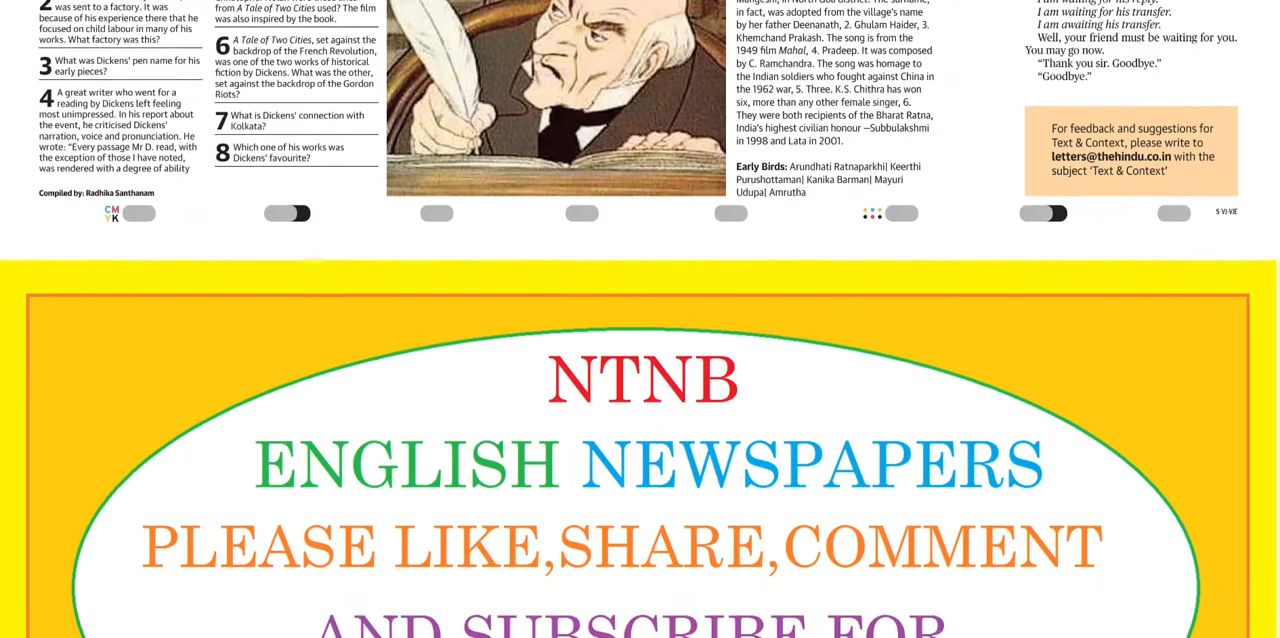 2
was sent to a factory. It was
because of his experience there that he
focused on child labour in many of his
works. What factory was this?
3 What was Dickens' pen name for his
early pieces?
4 A great writer who went for a
reading by Dickens left feeling
most unimpressed. In his report about
the event, he criticised Dickens'
narration, voice and pronunciation. He
wrote: "Every passage Mr D. read, with
the exception of those I have noted,
was rendered with a degree of ability
Compiled by: Radhika Santhanam
from A Tale of Two Cities used? The film
was also inspired by the book.
6 A Tale of Two Cities, set against the
backdrop of the French Revolution,
was one of the two works of historical
fiction by Dickens. What was the other,
set against the backdrop of the Gordon
Riots?
7 What is Dickens' connection with
Kolkata?
8 Which one of his works was
Dickens' favourite?
in fact, was adopted from the village's name
by her father Deenanath, 2. Ghulam Haider, 3.
Khemchand Prakash. The song is from the
1949 film Mahal, 4. Pradeep. It was composed
by C. Ramchandra. The song was homage to
the Indian soldiers who fought against China in
the 1962 war, 5. Three. K.S. Chithra has won
six, more than any other female singer, 6.
They were both recipients of the Bharat Ratna,
India's highest civilian honour —Subbulakshmi
in 1998 and Lata in 2001.
Early Birds: Arundhati Ratnaparkhi| Keerthi
Purushottaman| Kanika Barman| Mayuri
Udupa| Amrutha
I am waiting for his transfer.
I am awaiting his transfer.
Well, your friend must be waiting for you.
You may go now.
"Thank you sir. Goodbye."
"Goodbye."
For feedback and suggestions for
Text & Context, please write to
letters@thehindu.co.in with the
subject 'Text & Context'
CM
YK
S VJ-VJE
NTNB
ENGLISH NEWSPAPERS
PLEASE LIKE,SHARE,COMMENT
AND SUBSCRIBE FOR